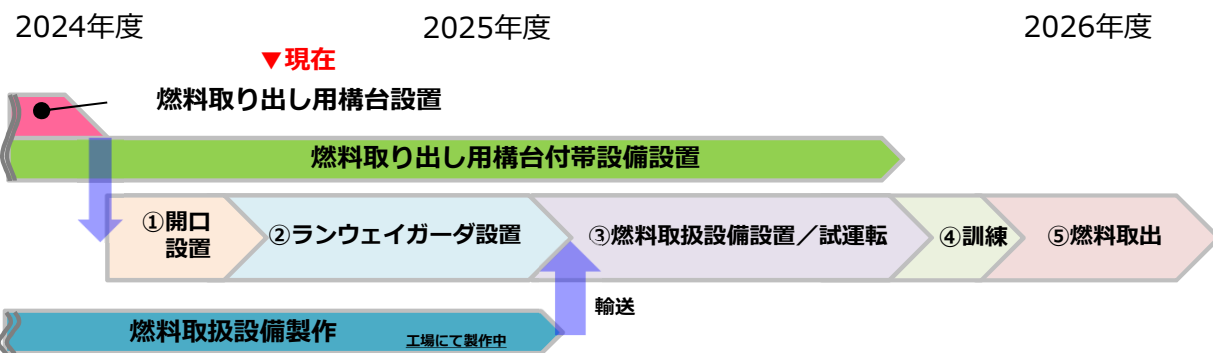 2024年度
2025年度
2026年度
▼現在
燃料取り出し用構台設置
燃料取り出し用構台付帯設備設置
①開口
設置
②ランウェイガーダ設置
③燃料取扱設備設置／試運転
④訓練
⑤燃料取出
輸送
燃料取扱設備製作
工場にて製作中